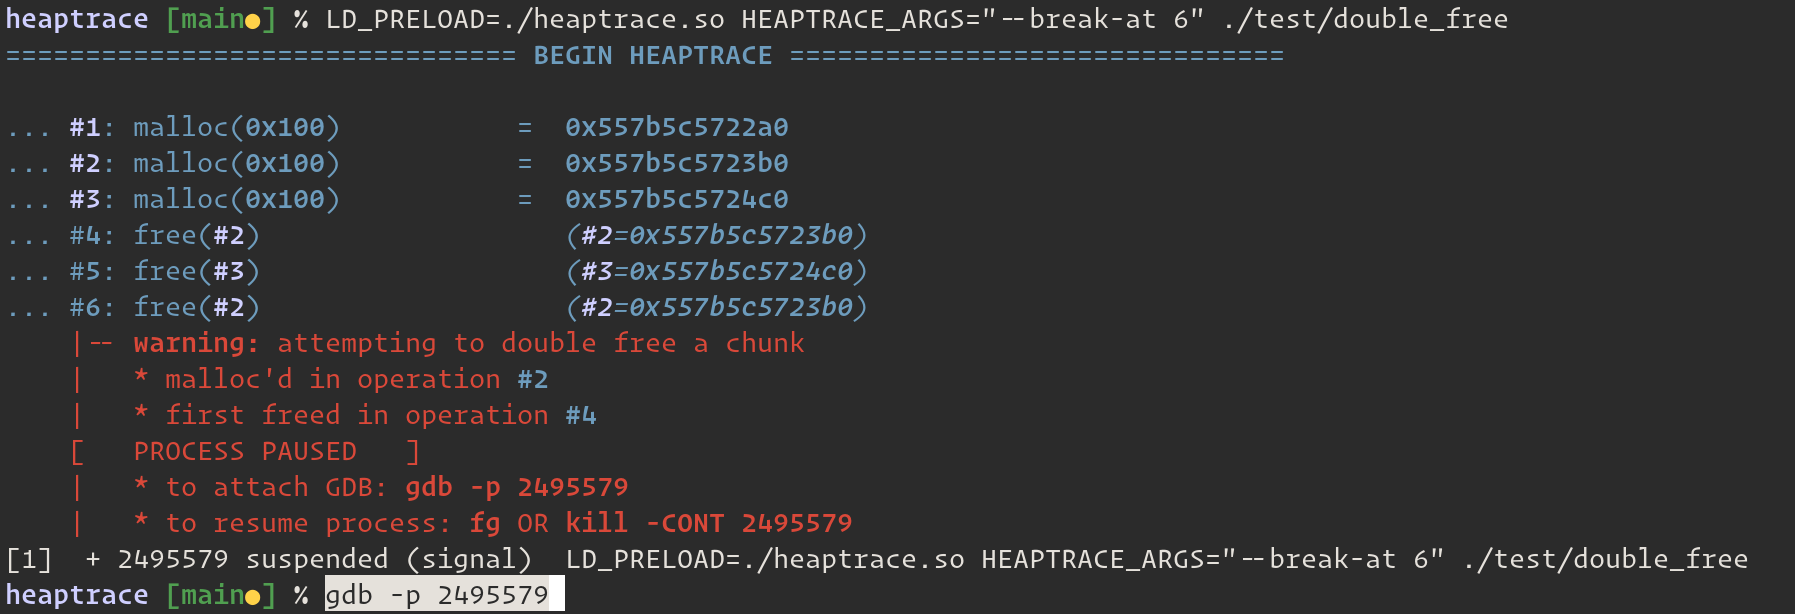 heaptrace [main●] % LD_PRELOAD=./heaptrace.so HEAPTRACE_ARGS="--break-at 6" ./test/double_free
================================ BEGIN HEAPTRACE ===============================
... #1: malloc(0x100)           =  0x557b5c5722a0
... #2: malloc(0x100)           =  0x557b5c5723b0
... #3: malloc(0x100)           =  0x557b5c5724c0
... #4: free(#2)                   (#2=0x557b5c5723b0)
... #5: free(#3)                   (#3=0x557b5c5724c0)
... #6: free(#2)                   (#2=0x557b5c5723b0)
    |-- warning: attempting to double free a chunk
    |   * malloc'd in operation #2
    |   * first freed in operation #4
    [   PROCESS PAUSED   ]
    |   * to attach GDB: gdb -p 2495579
    |   * to resume process: fg OR kill -CONT 2495579
[1]  + 2495579 suspended (signal)  LD_PRELOAD=./heaptrace.so HEAPTRACE_ARGS="--break-at 6" ./test/double_free
heaptrace [main●] % gdb -p 2495579